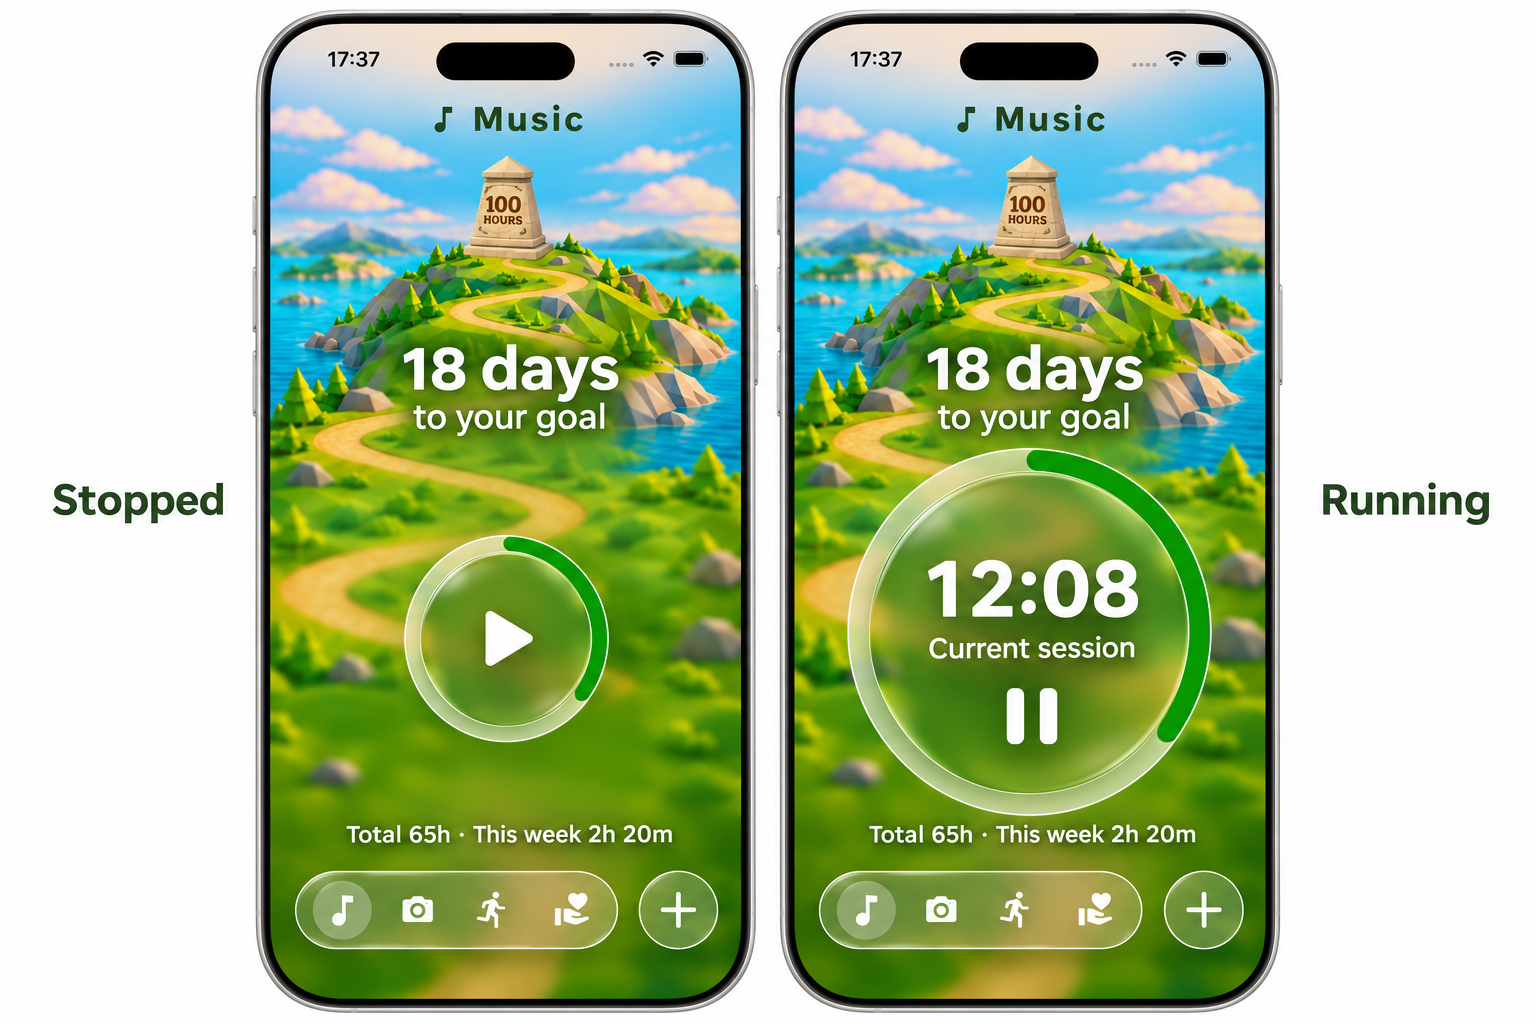 Stopped
17:37
Music
100
HOURS
18 days
to your goal
Total 65h · This week 2h 20m
17:37
Music
100
HOURS
18 days
to your goal
12:08
Current session
Total 65h · This week 2h 20m
Running